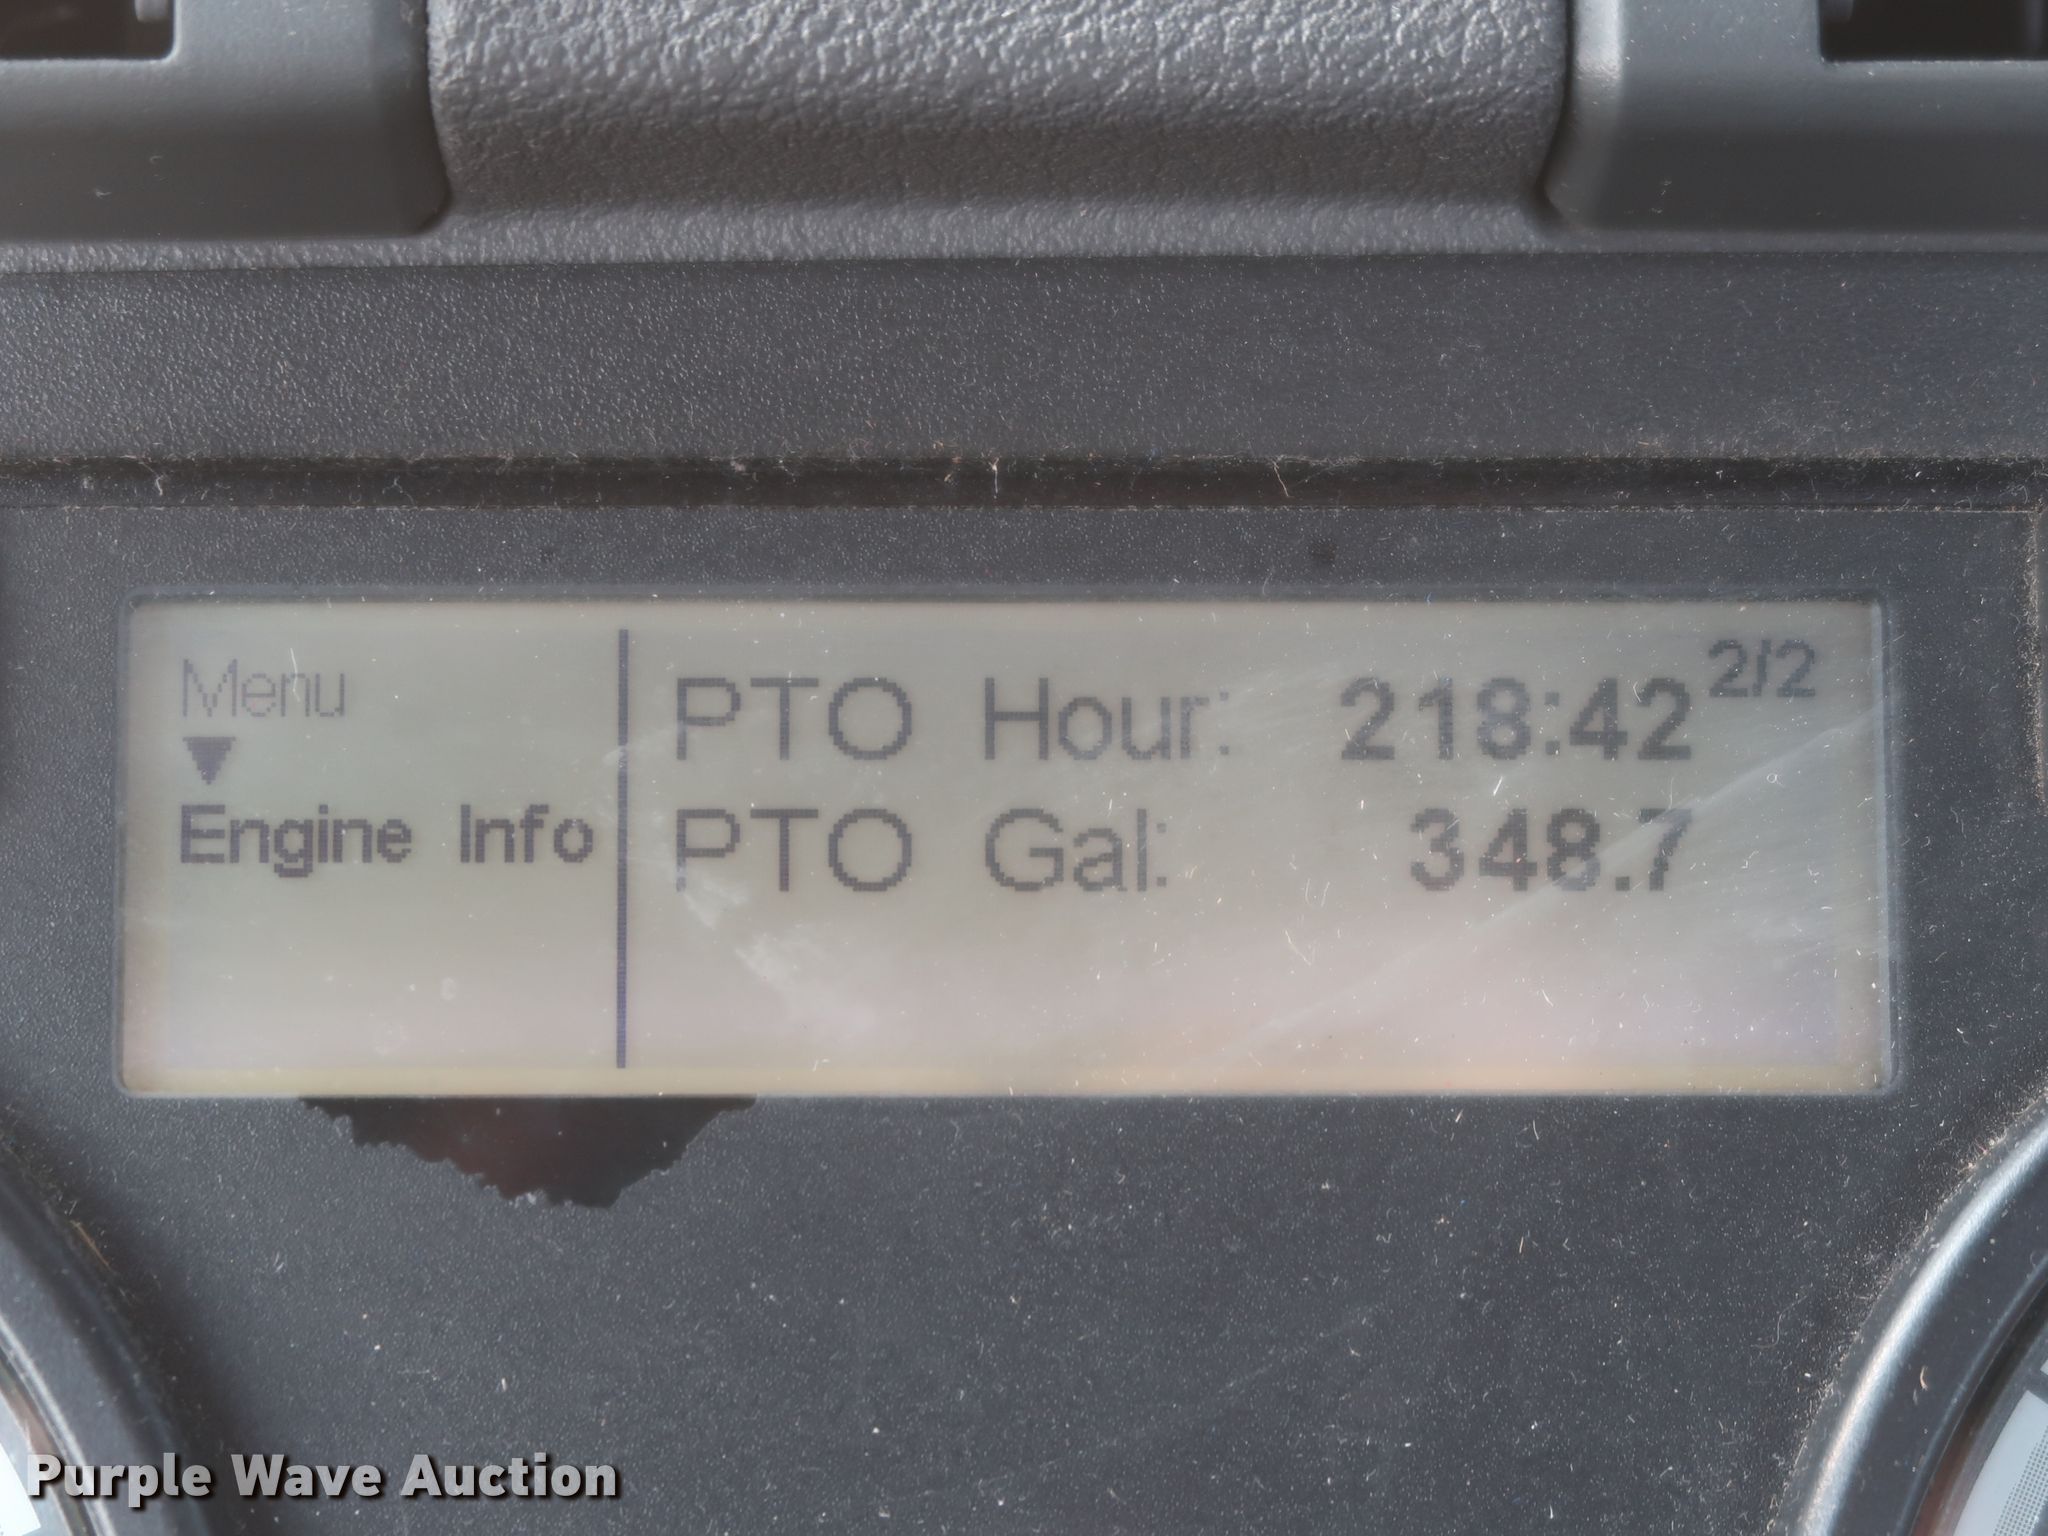 Menu
Engine Info
PTO Hour: 218:42 2/2
PTO Gal: 348.7
Purple Wave Auction